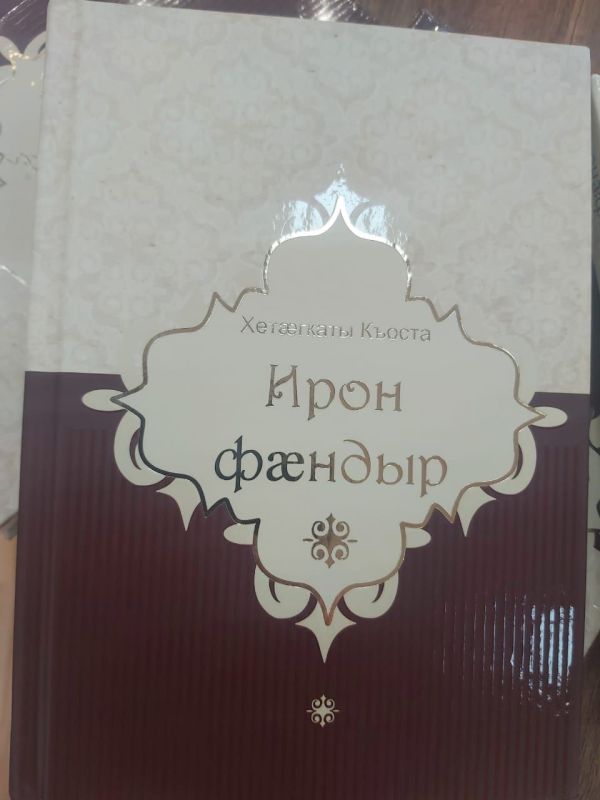 Хетæгкаты Къоста
Ирон
фæндыр